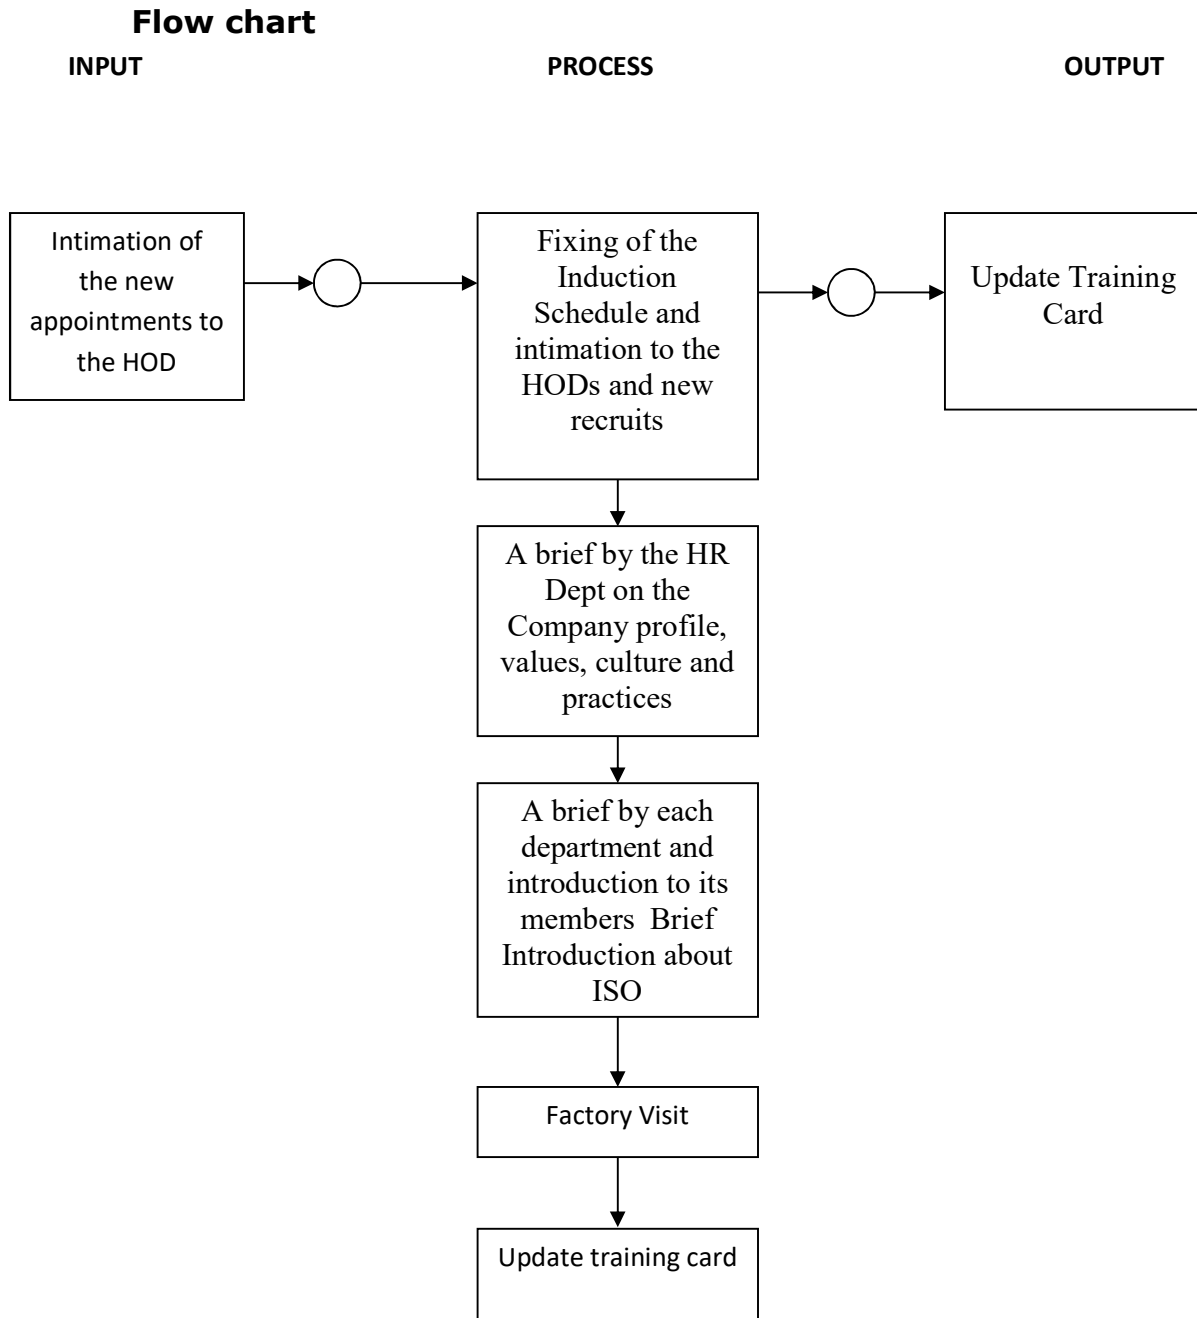 Flow chart
INPUT
PROCESS
OUTPUT
Intimation of
the new
appointments to
the HOD
Fixing of the
Induction
Schedule and
intimation to the
HODs and new
recruits
Update Training
Card
A brief by the HR
Dept on the
Company profile,
values, culture and
practices
A brief by each
department and
introduction to its
members  Brief
Introduction about
ISO
Factory Visit
Update training card